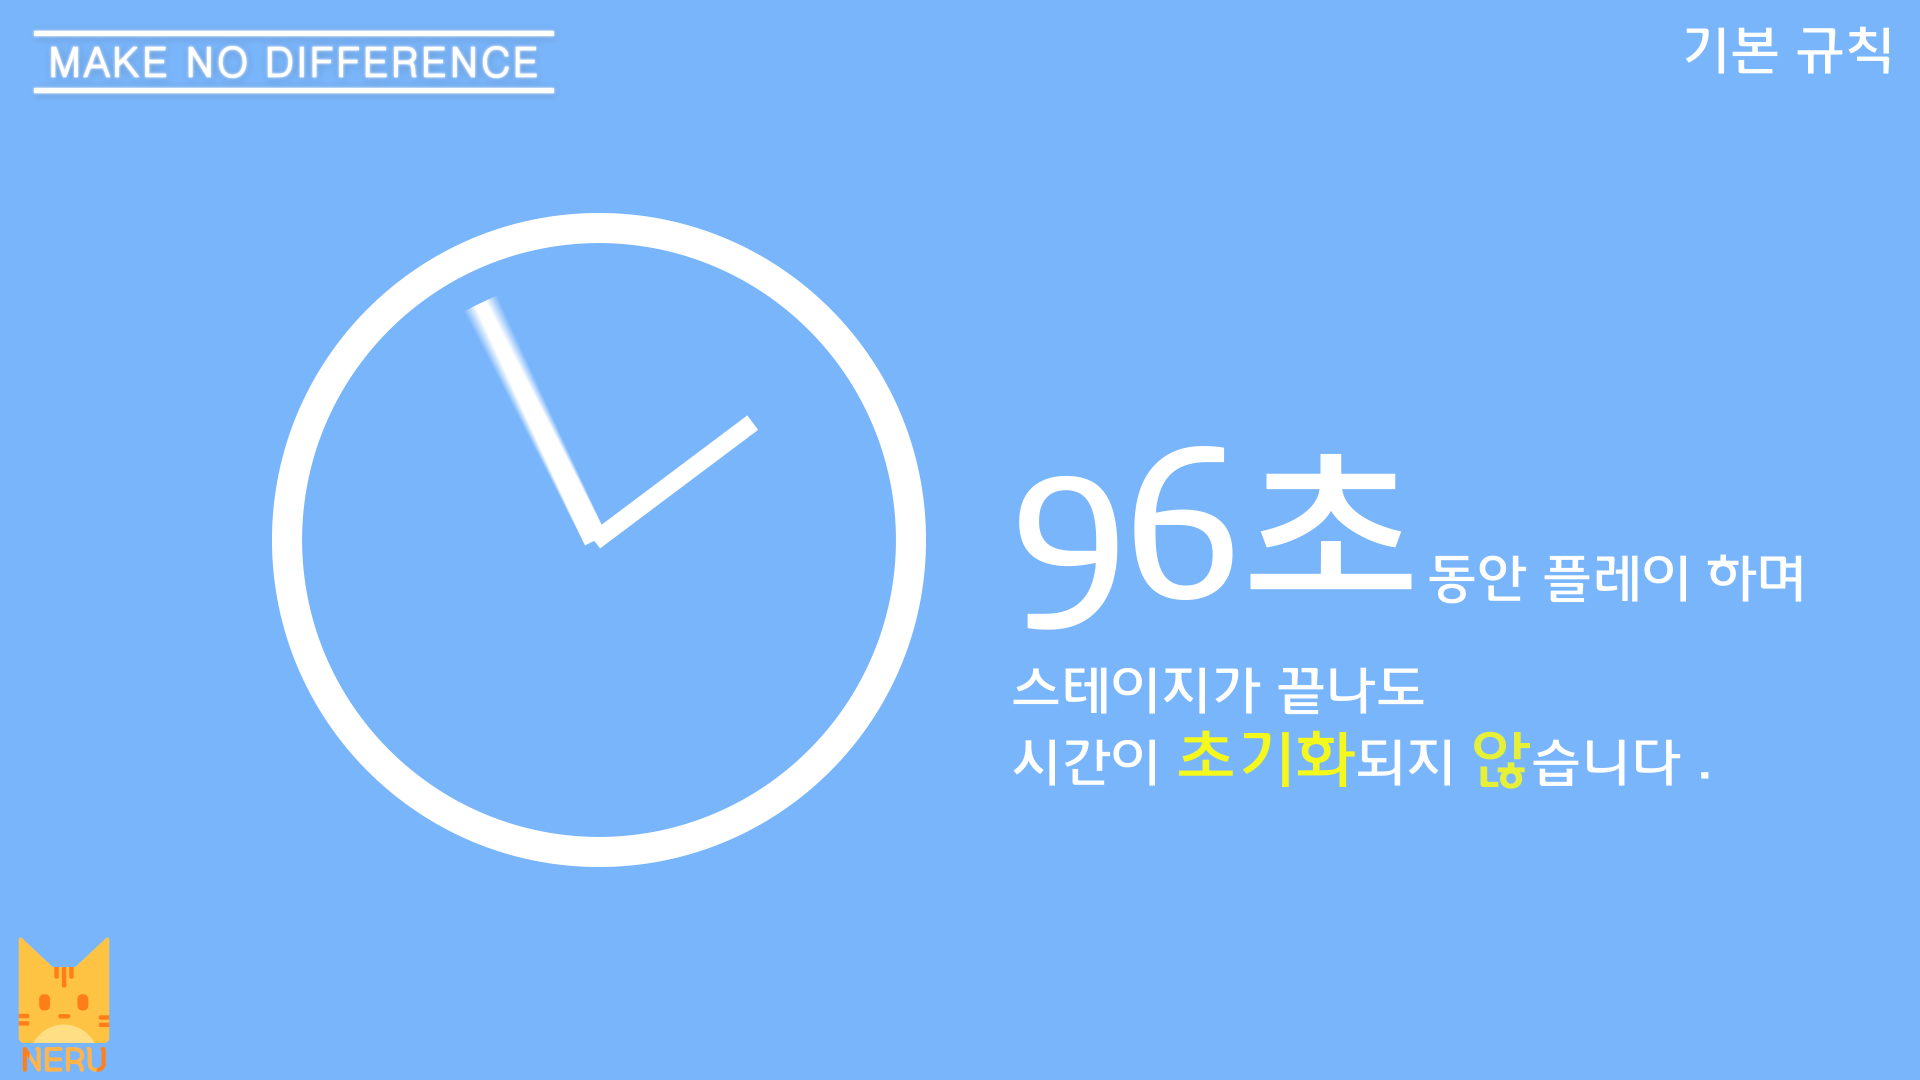 MAKE NO DIFFERENCE
기본 규칙
96초 동안 플레이 하며
스테이지가 끝나도
시간이 초기화되지 않습니다 .
NERU